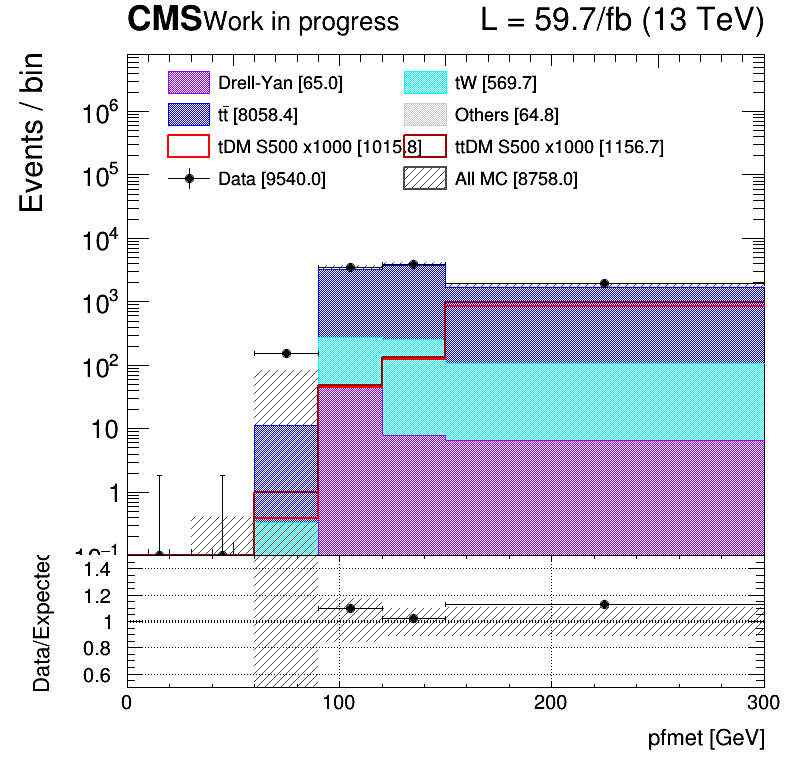 CMS Work in progress L = 59.7/fb (13 TeV)
Events / bin
Drell-Yan [65.0] tW [569.7]
tt̄ [8058.4] Others [64.8]
tDM S500 x1000 [1015.8] ttDM S500 x1000 [1156.7]
Data [9540.0] All MC [8758.0]
10⁶
10⁵
10⁴
10³
10²
10
1
10⁻¹
Data/Expected
1.4
1.2
1
0.8
0.6
0 100 200 300
pfmet [GeV]